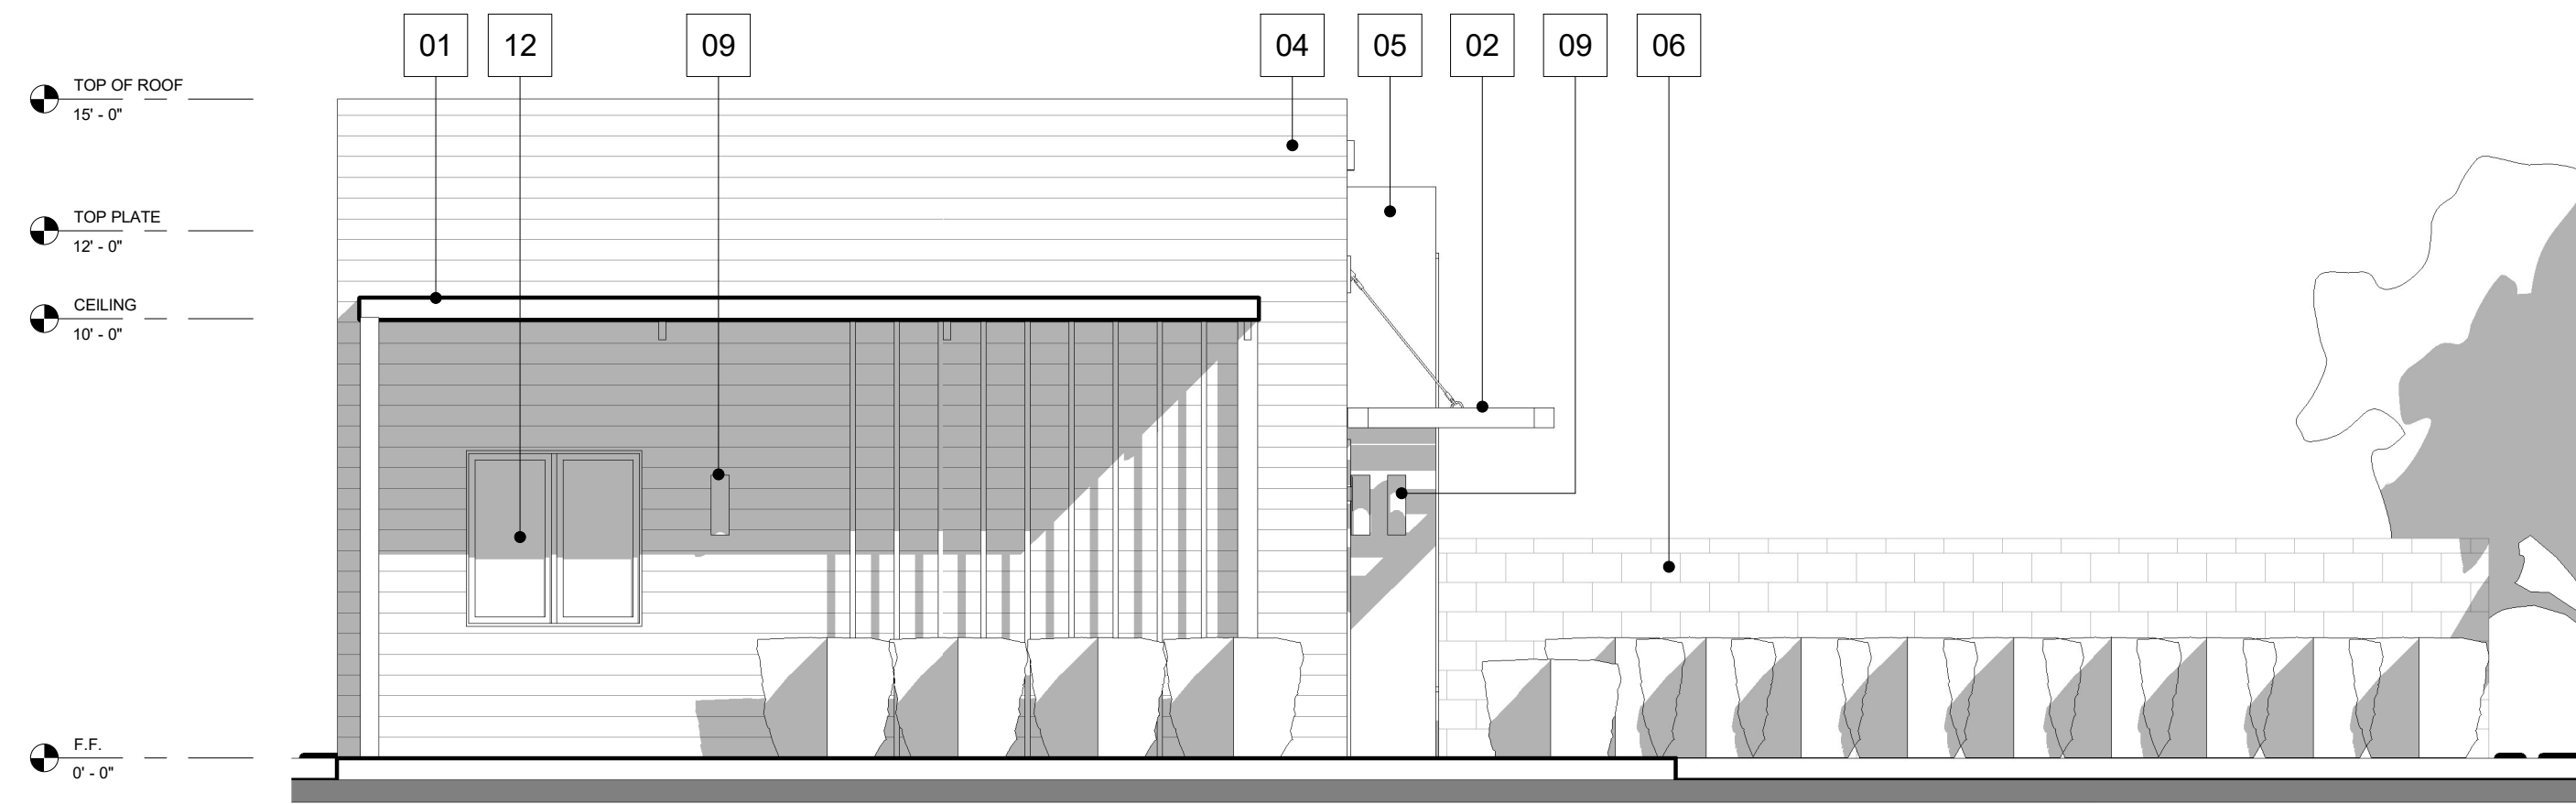 01 12 09 04 05 02 09 06
TOP OF ROOF
15' - 0"
TOP PLATE
12' - 0"
CEILING
10' - 0"
F.F.
0' - 0"